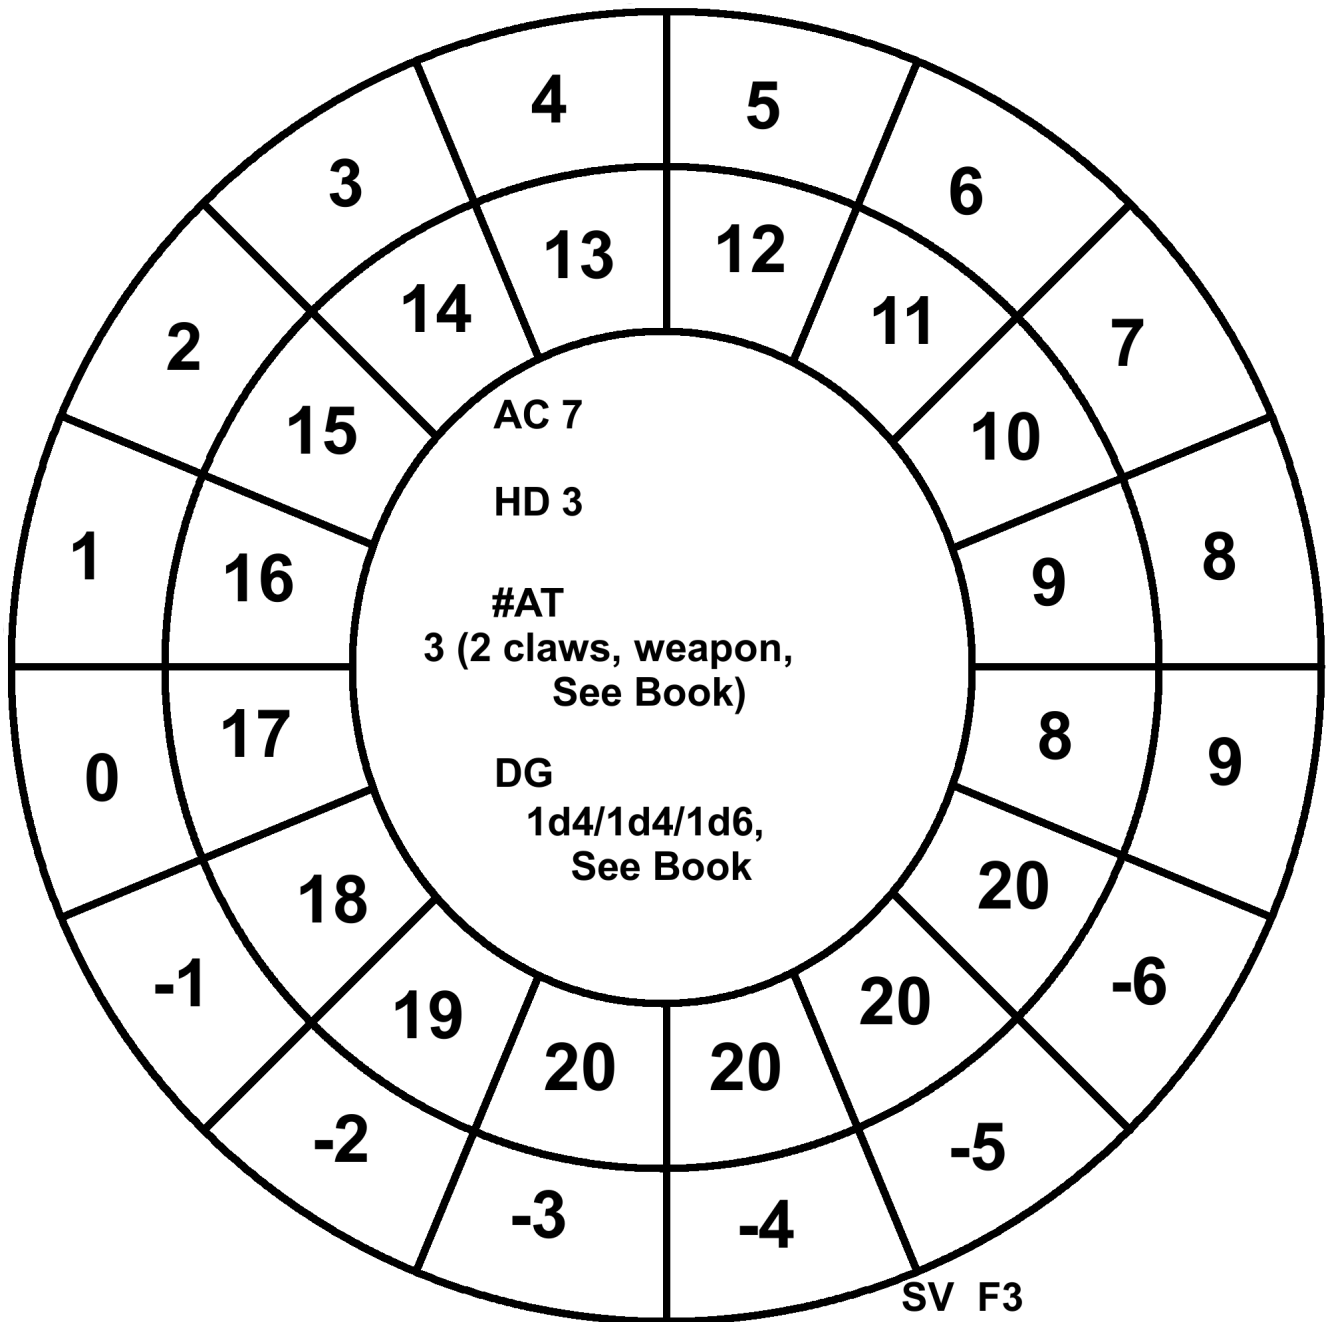 4 5
3 6
13 12
2 14 11 7
15 10
AC 7
HD 3
1 16 9 8
#AT
3 (2 claws, weapon,
See Book)
0 17 8 9
DG
1d4/1d4/1d6,
See Book
18 20
-1 19 20 -6
20 20
-2 -5
-3 -4
SV F3